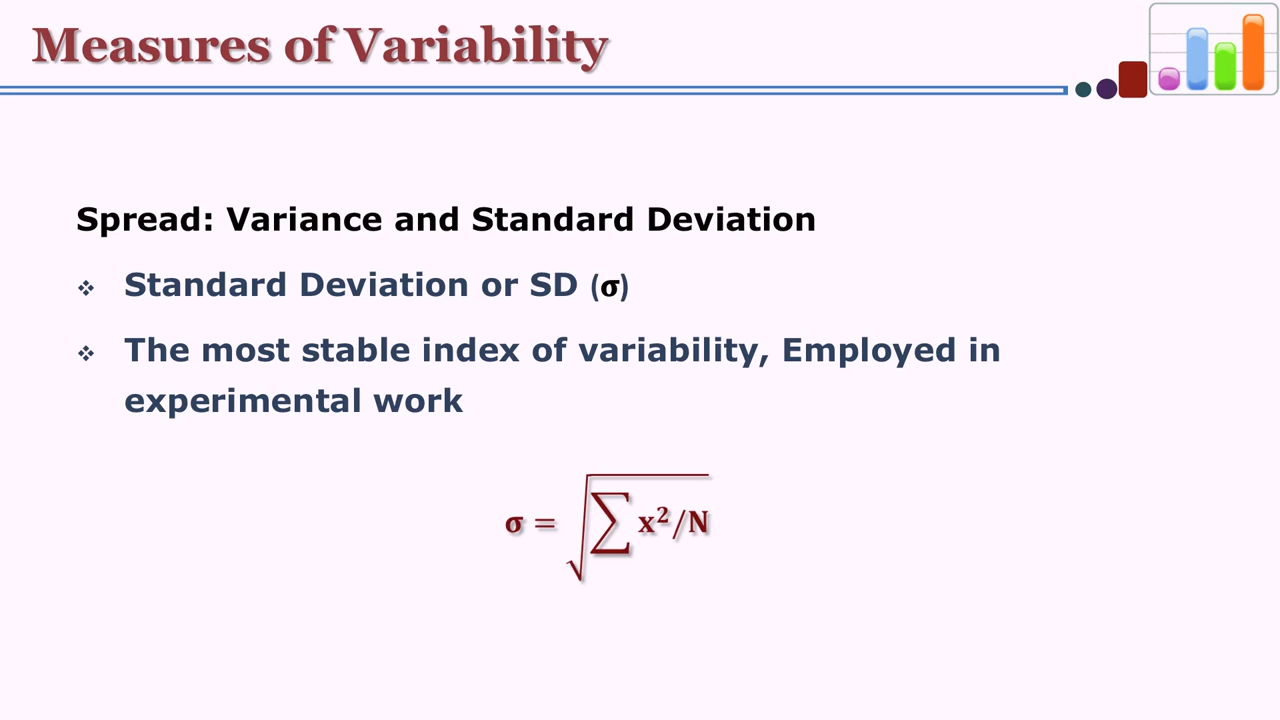 Measures of Variability
Spread: Variance and Standard Deviation
❖ Standard Deviation or SD (σ)
❖ The most stable index of variability, Employed in
experimental work
σ = √∑ x²/N